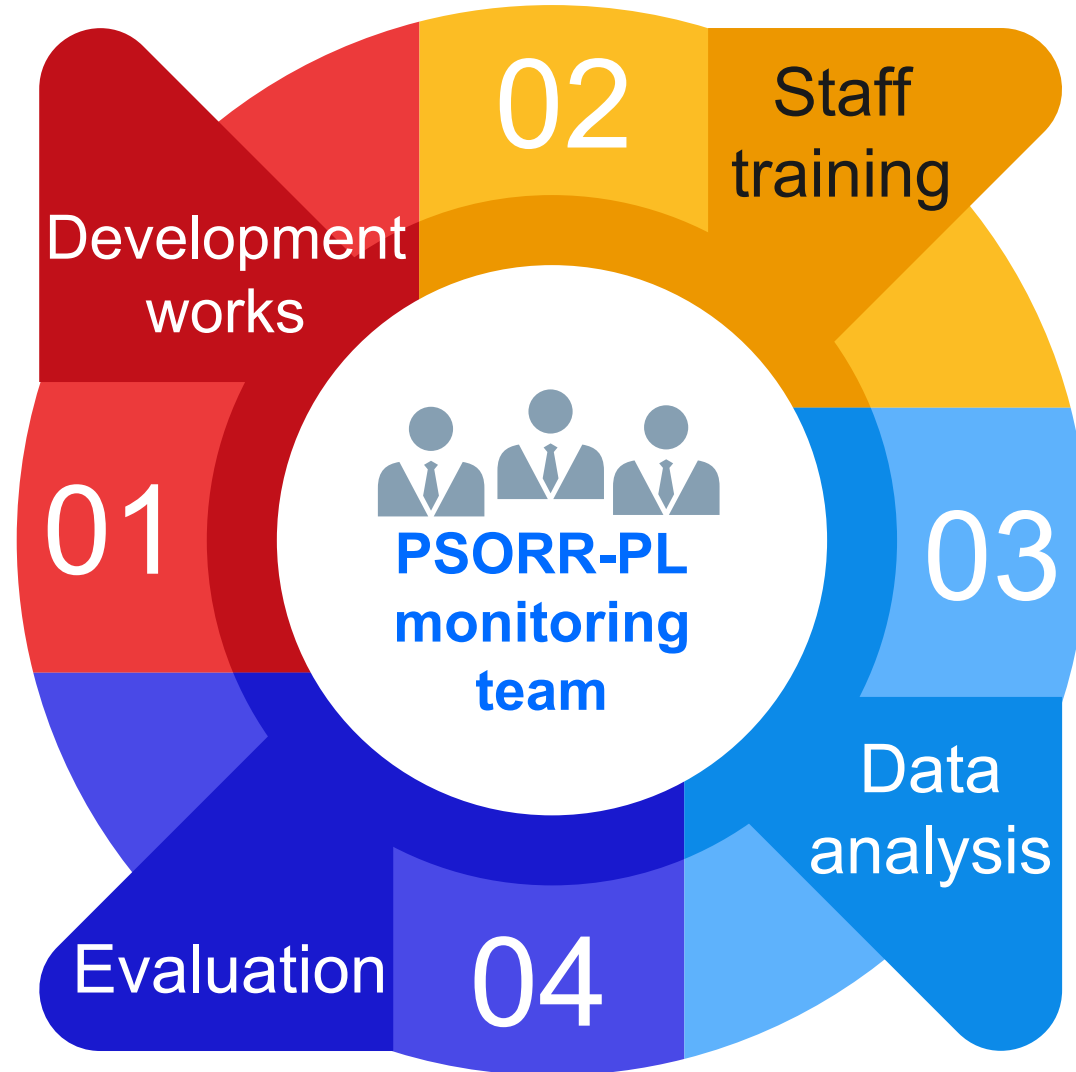 01
Development
works
02
Staff
training
03
Data
analysis
04
Evaluation
PSORR-PL
monitoring
team